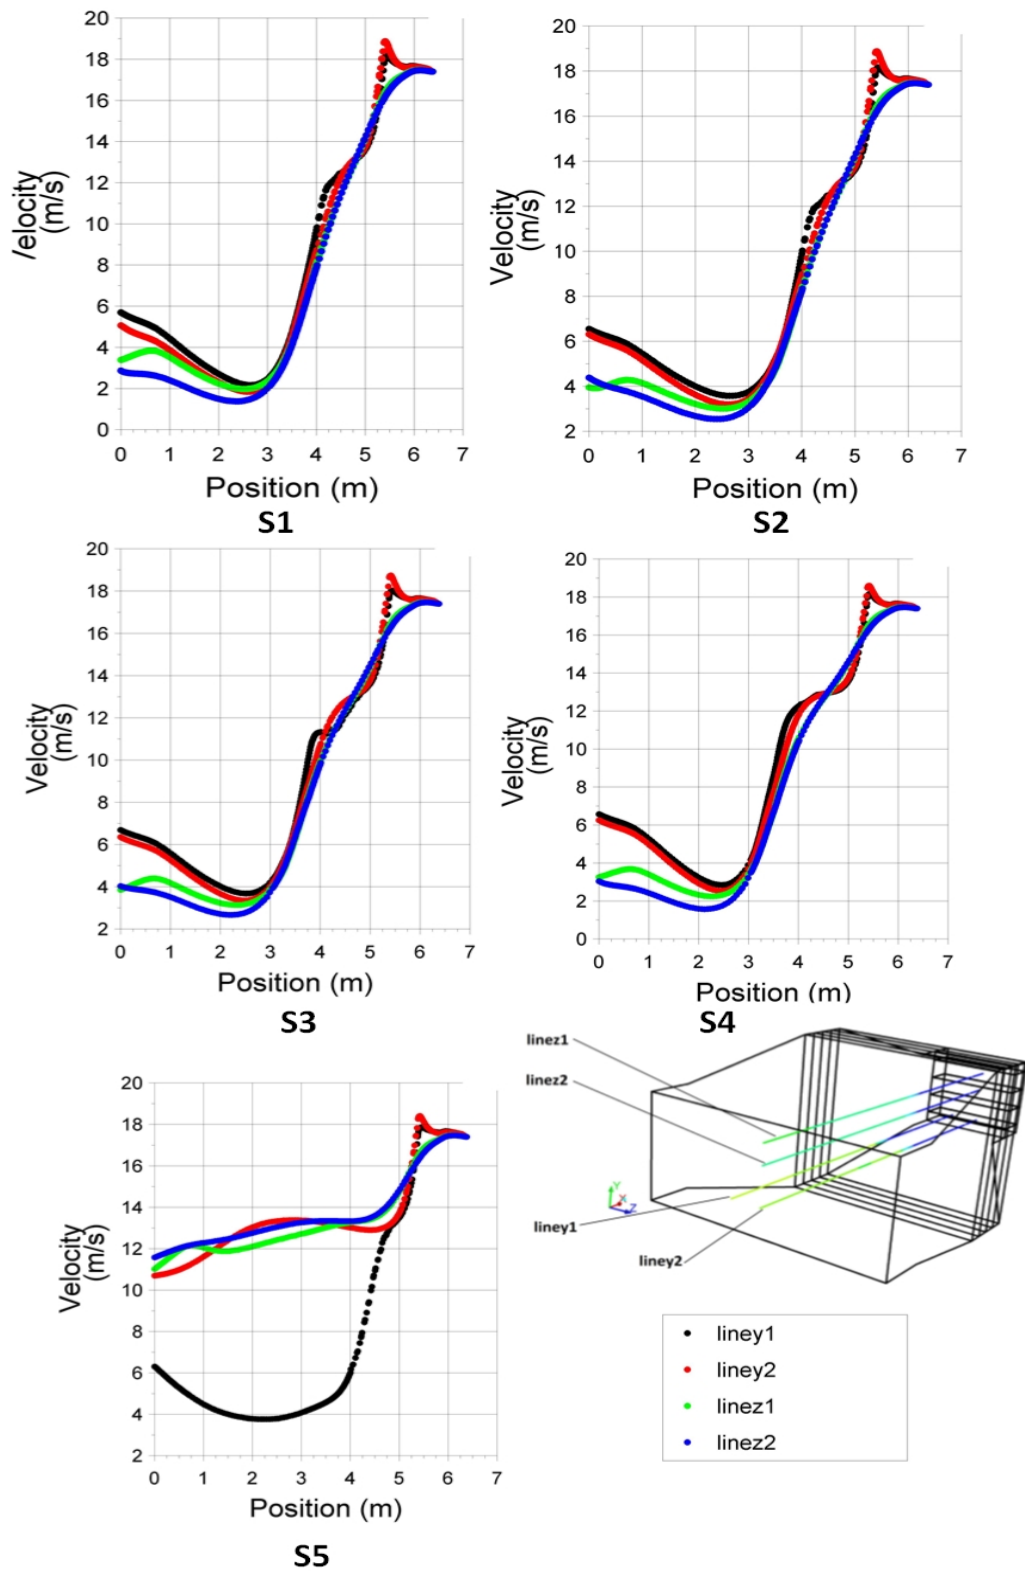 20
18
16
14
12
10
8
6
4
2
0
/elocity
(m/s)
0 1 2 3 4 5 6 7
Position (m)
S1
20
18
16
14
12
10
8
6
4
2
Velocity
(m/s)
0 1 2 3 4 5 6 7
Position (m)
S2
20
18
16
14
12
10
8
6
4
2
Velocity
(m/s)
0 1 2 3 4 5 6 7
Position (m)
S3
20
18
16
14
12
10
8
6
4
2
0
Velocity
(m/s)
0 1 2 3 4 5 6 7
Position (m)
S4
20
18
16
14
12
10
8
6
4
2
Velocity
(m/s)
0 1 2 3 4 5 6 7
Position (m)
S5
linez1
linez2
liney1
liney2
Y
X
Z
liney1
liney2
linez1
linez2